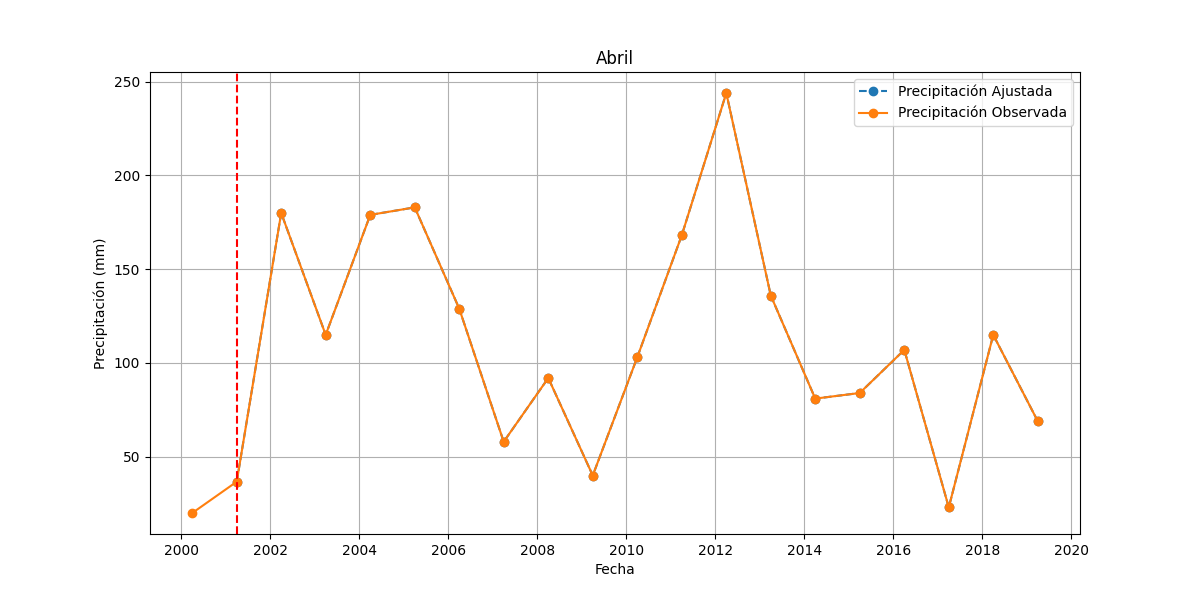 Abril
Precipitación Ajustada
Precipitación Observada
250
200
150
100
50
Precipitación (mm)
2000 2002 2004 2006 2008 2010 2012 2014 2016 2018 2020
Fecha